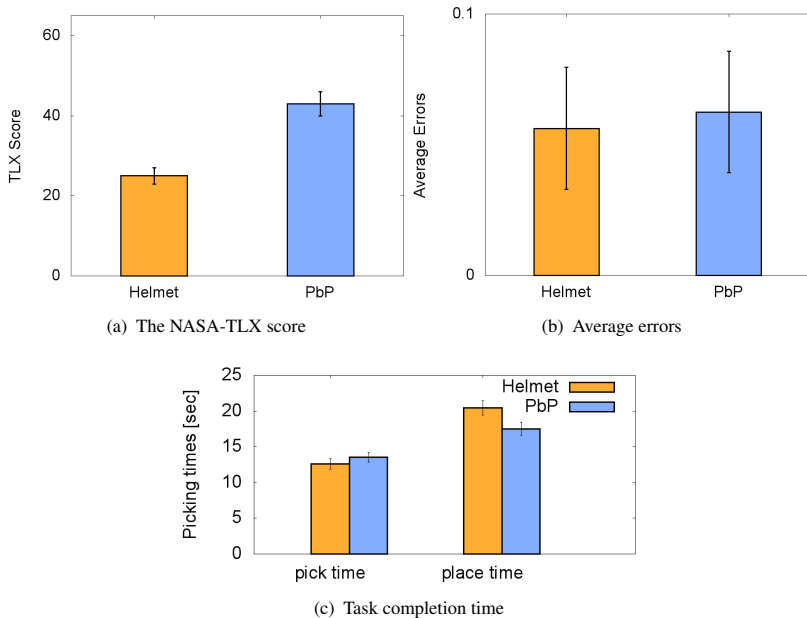 60
40
20
0
TLX Score
Helmet
PbP
(a) The NASA-TLX score
0.1
0
Average Errors
Helmet
PbP
(b) Average errors
25
20
15
10
5
0
Picking times [sec]
Helmet
PbP
pick time
place time
(c) Task completion time